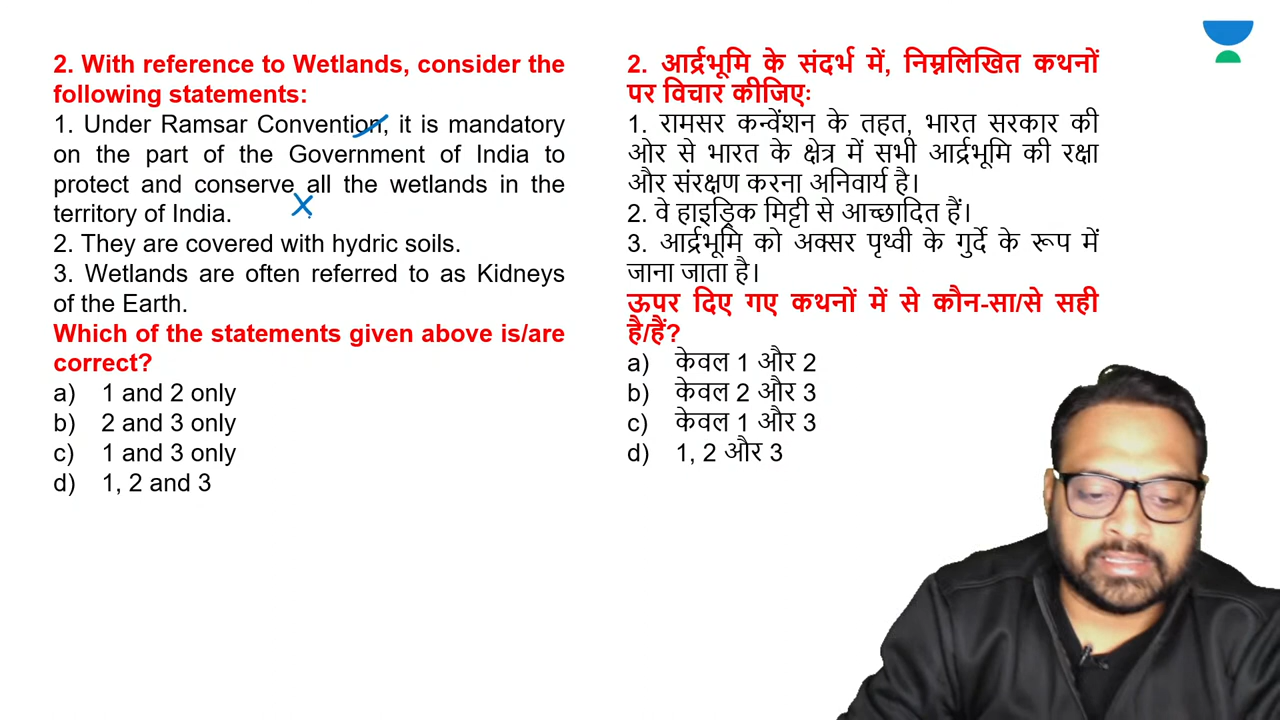 2. With reference to Wetlands, consider the
following statements:
1. Under Ramsar Convention, it is mandatory
on the part of the Government of India to
protect and conserve all the wetlands in the
territory of India.
2. They are covered with hydric soils.
3. Wetlands are often referred to as Kidneys
of the Earth.
Which of the statements given above is/are
correct?
a) 1 and 2 only
b) 2 and 3 only
c) 1 and 3 only
d) 1, 2 and 3
2. आर्द्रभूमि के संदर्भ में, निम्नलिखित कथनों
पर विचार कीजिए:
1. रामसर कन्वेंशन के तहत, भारत सरकार की
ओर से भारत के क्षेत्र में सभी आर्द्रभूमि की रक्षा
और संरक्षण करना अनिवार्य है।
2. वे हाइड्रिक मिट्टी से आच्छादित हैं।
3. आर्द्रभूमि को अक्सर पृथ्वी के गुर्दे के रूप में
जाना जाता है।
ऊपर दिए गए कथनों में से कौन-सा/से सही
है/हैं?
a) केवल 1 और 2
b) केवल 2 और 3
c) केवल 1 और 3
d) 1, 2 और 3